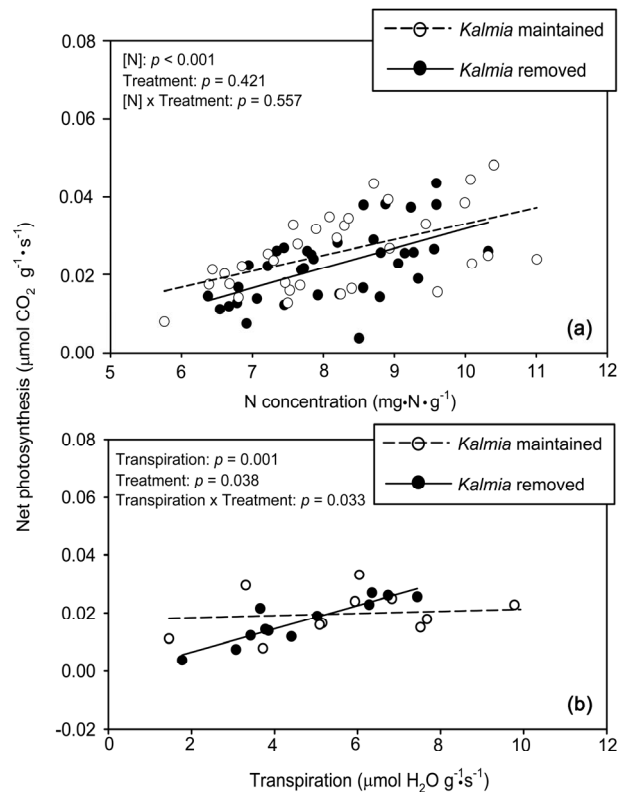 Kalmia maintained
Kalmia removed
[N]: p < 0.001
Treatment: p = 0.421
[N] x Treatment: p = 0.557
0.08
0.06
0.04
0.02
0.00
(a)
5 6 7 8 9 10 11 12
N concentration (mg•N•g⁻¹)
Net photosynthesis (μmol CO₂ g⁻¹•s⁻¹)
Kalmia maintained
Kalmia removed
Transpiration: p = 0.001
Treatment: p = 0.038
Transpiration x Treatment: p = 0.033
0.08
0.06
0.04
0.02
0.00
-0.02
(b)
0 2 4 6 8 10 12
Transpiration (μmol H₂O g⁻¹•s⁻¹)